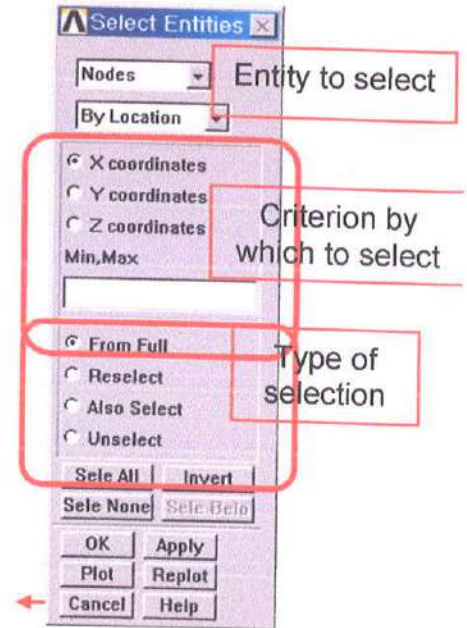 Select Entities
Nodes
Entity to select
By Location
X coordinates
Y coordinates
Z coordinates
Criterion by
which to select
Min,Max
From Full
Type of
selection
Reselect
Also Select
Unselect
Sele All Invert
Sele None Sele Belo
OK Apply
Plot Replot
Cancel Help